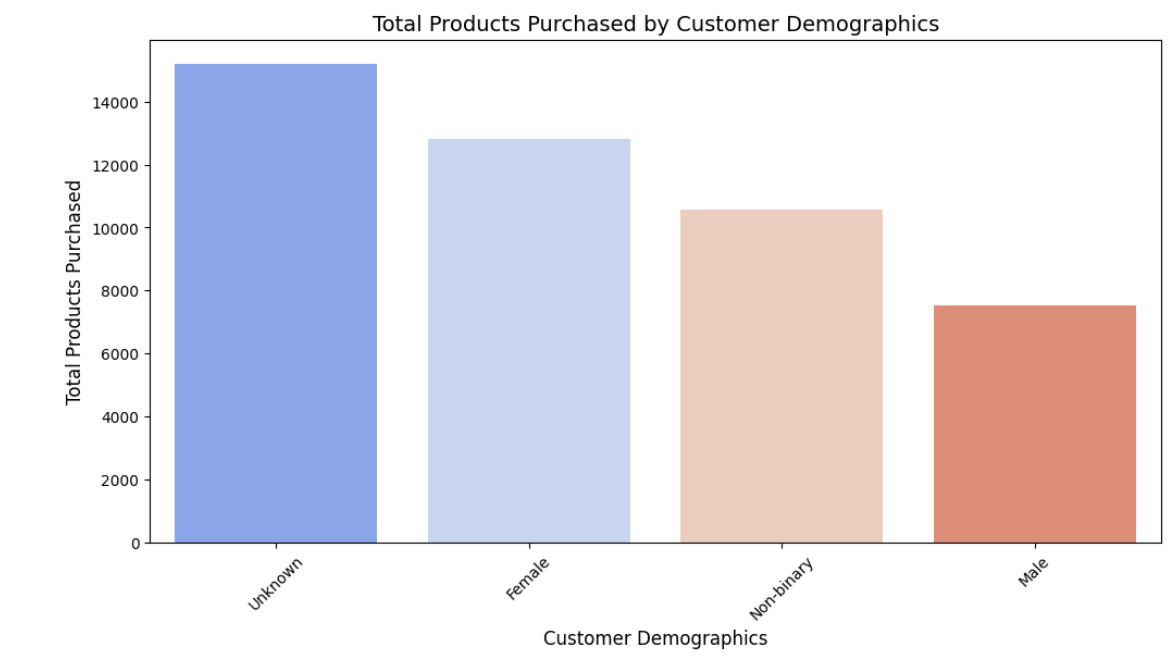 Total Products Purchased by Customer Demographics
Total Products Purchased
14000
12000
10000
8000
6000
4000
2000
0
Unknown
Female
Non-binary
Male
Customer Demographics